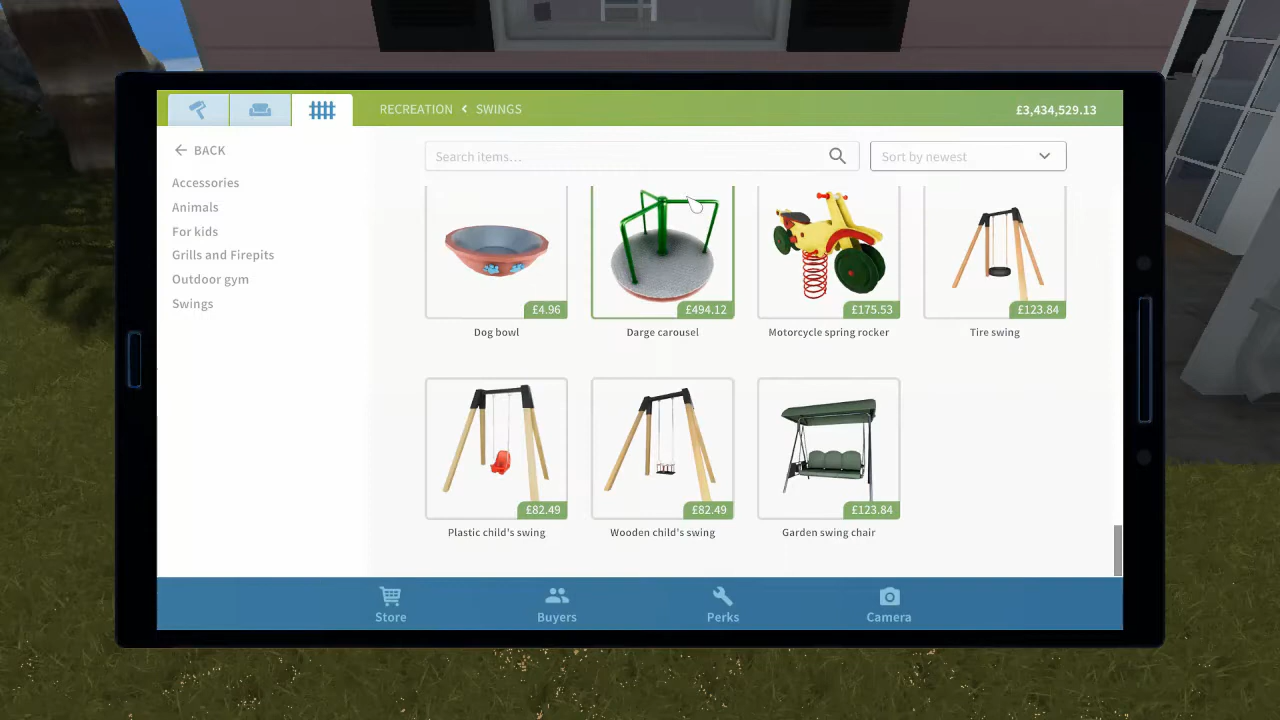 RECREATION < SWINGS
£3,434,529.13
BACK
Search items...
Sort by newest
Accessories
Animals
For kids
Grills and Firepits
Outdoor gym
Swings
£4.96
£494.12
£175.53
£123.84
Dog bowl
Darge carousel
Motorcycle spring rocker
Tire swing
£82.49
£82.49
£123.84
Plastic child's swing
Wooden child's swing
Garden swing chair
Store
Buyers
Perks
Camera